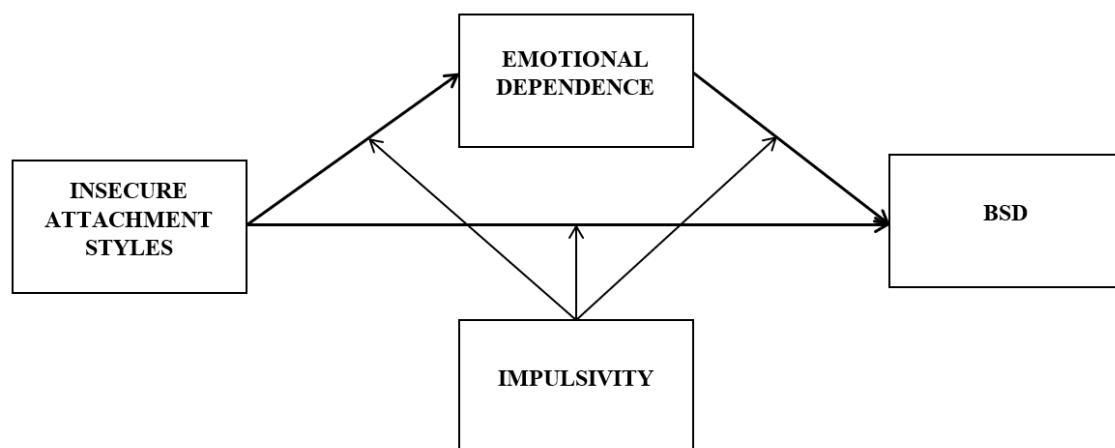 EMOTIONAL
DEPENDENCE
INSECURE
ATTACHMENT
STYLES
BSD
IMPULSIVITY